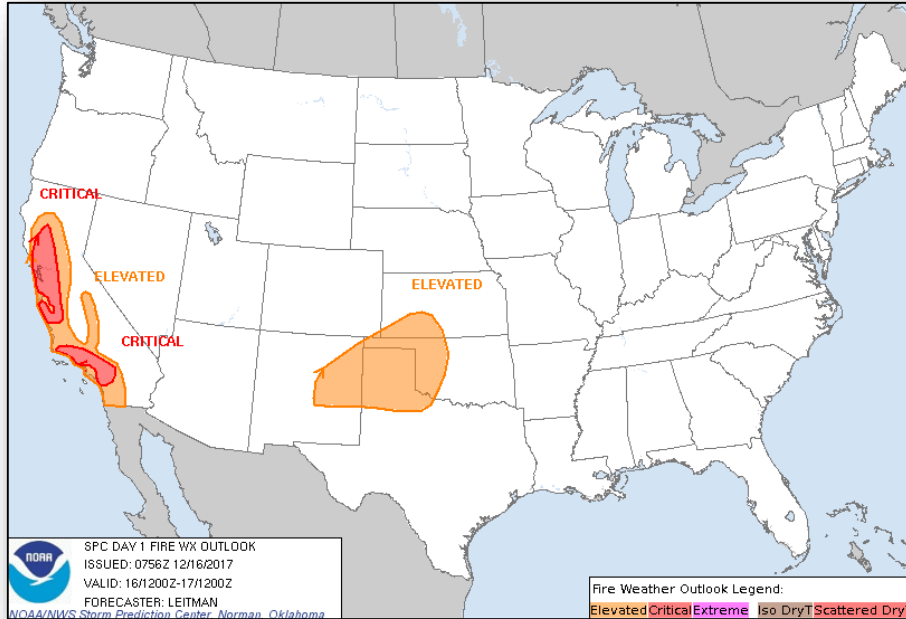 CRITICAL
ELEVATED
ELEVATED
CRITICAL
NOAA
SPC DAY 1 FIRE WX OUTLOOK
ISSUED: 0756Z 12/16/2017
VALID: 16/1200Z-17/1200Z
FORECASTER: LEITMAN
NOAA/NWS Storm Prediction Center, Norman, Oklahoma
Fire Weather Outlook Legend:
Elevated Critical Extreme Iso DryT Scattered Dry